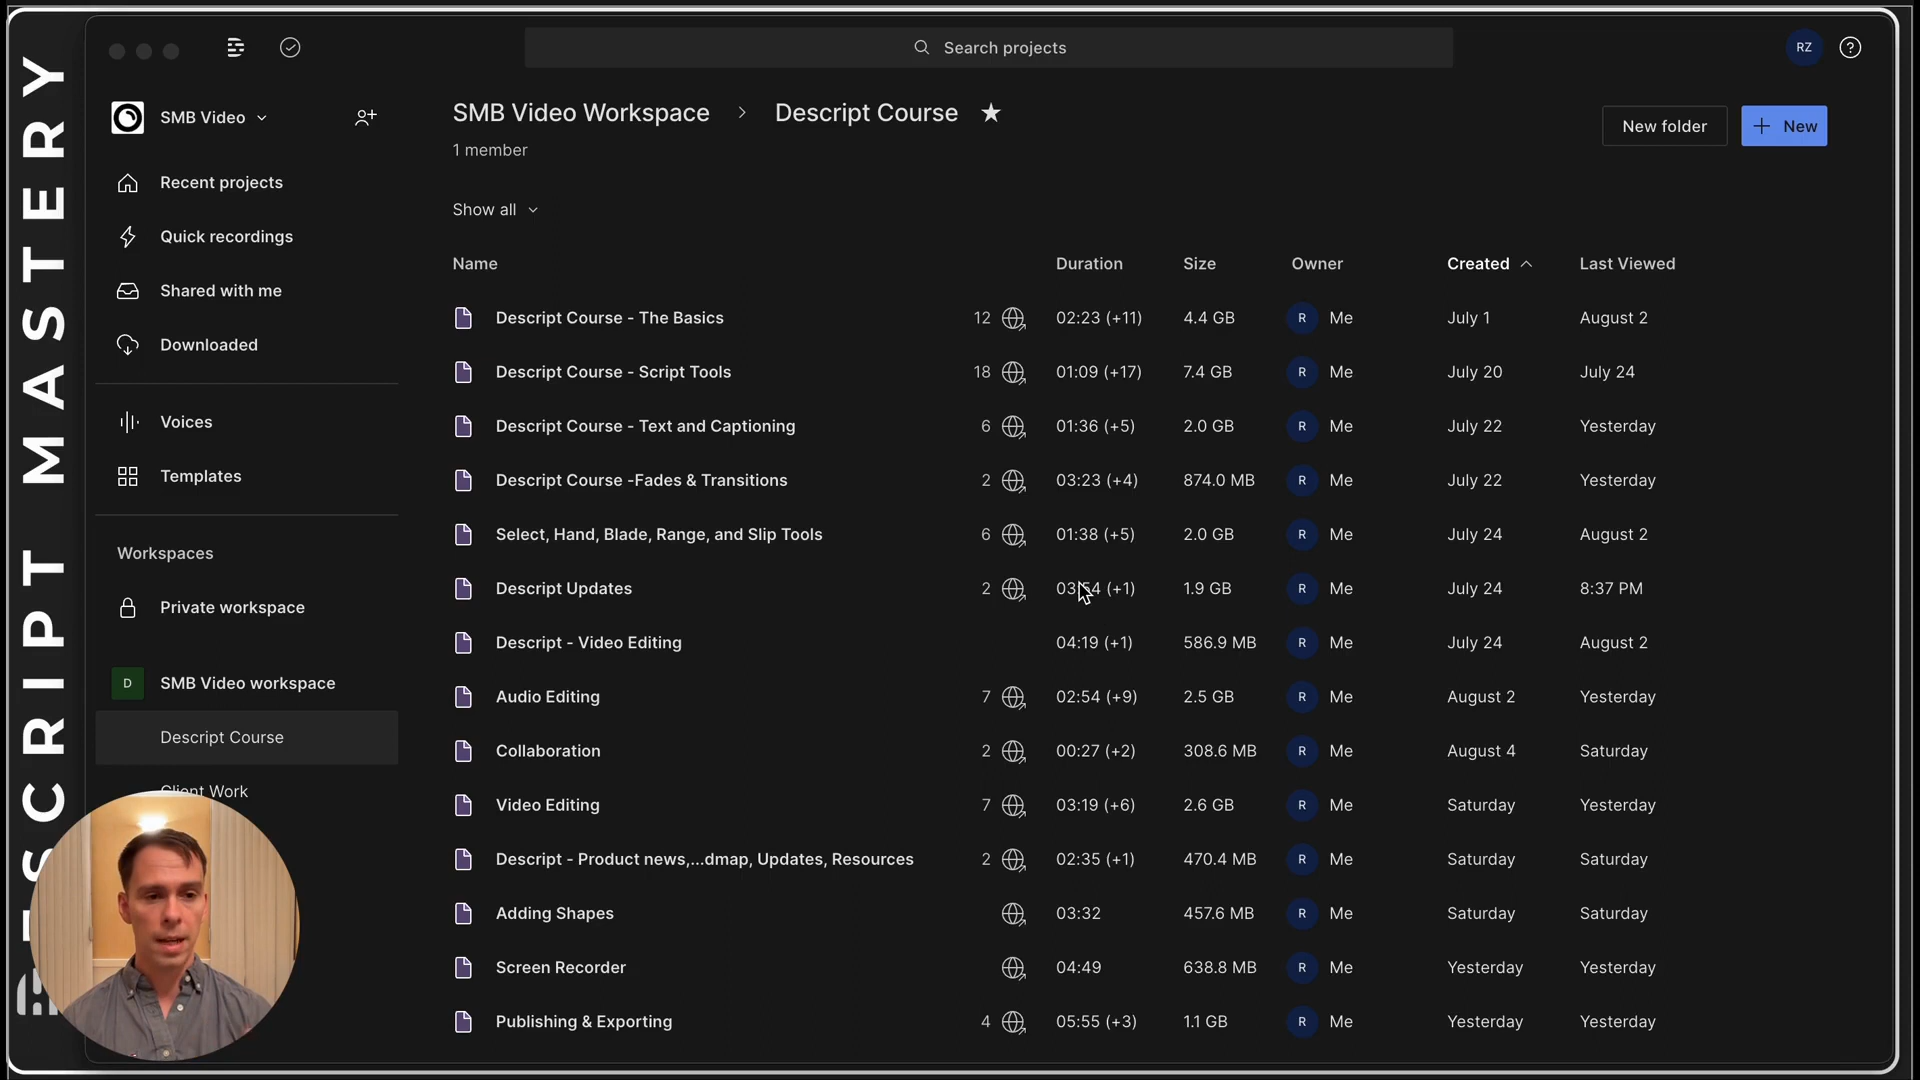 DESCRIPT MASTERY
Search projects
RZ
SMB Video
Recent projects
Quick recordings
Shared with me
Downloaded
Voices
Templates
Workspaces
Private workspace
D SMB Video workspace
Descript Course
Client Work
SMB Video Workspace > Descript Course ★
1 member
New folder
+ New
Show all
Name Duration Size Owner Created Last Viewed
Descript Course - The Basics 12 02:23 (+11) 4.4 GB R Me July 1 August 2
Descript Course - Script Tools 18 01:09 (+17) 7.4 GB R Me July 20 July 24
Descript Course - Text and Captioning 6 01:36 (+5) 2.0 GB R Me July 22 Yesterday
Descript Course -Fades & Transitions 2 03:23 (+4) 874.0 MB R Me July 22 Yesterday
Select, Hand, Blade, Range, and Slip Tools 6 01:38 (+5) 2.0 GB R Me July 24 August 2
Descript Updates 2 03:54 (+1) 1.9 GB R Me July 24 8:37 PM
Descript - Video Editing 04:19 (+1) 586.9 MB R Me July 24 August 2
Audio Editing 7 02:54 (+9) 2.5 GB R Me August 2 Yesterday
Collaboration 2 00:27 (+2) 308.6 MB R Me August 4 Saturday
Video Editing 7 03:19 (+6) 2.6 GB R Me Saturday Yesterday
Descript - Product news,...dmap, Updates, Resources 2 02:35 (+1) 470.4 MB R Me Saturday Saturday
Adding Shapes 03:32 457.6 MB R Me Saturday Saturday
Screen Recorder 04:49 638.8 MB R Me Yesterday Yesterday
Publishing & Exporting 4 05:55 (+3) 1.1 GB R Me Yesterday Yesterday